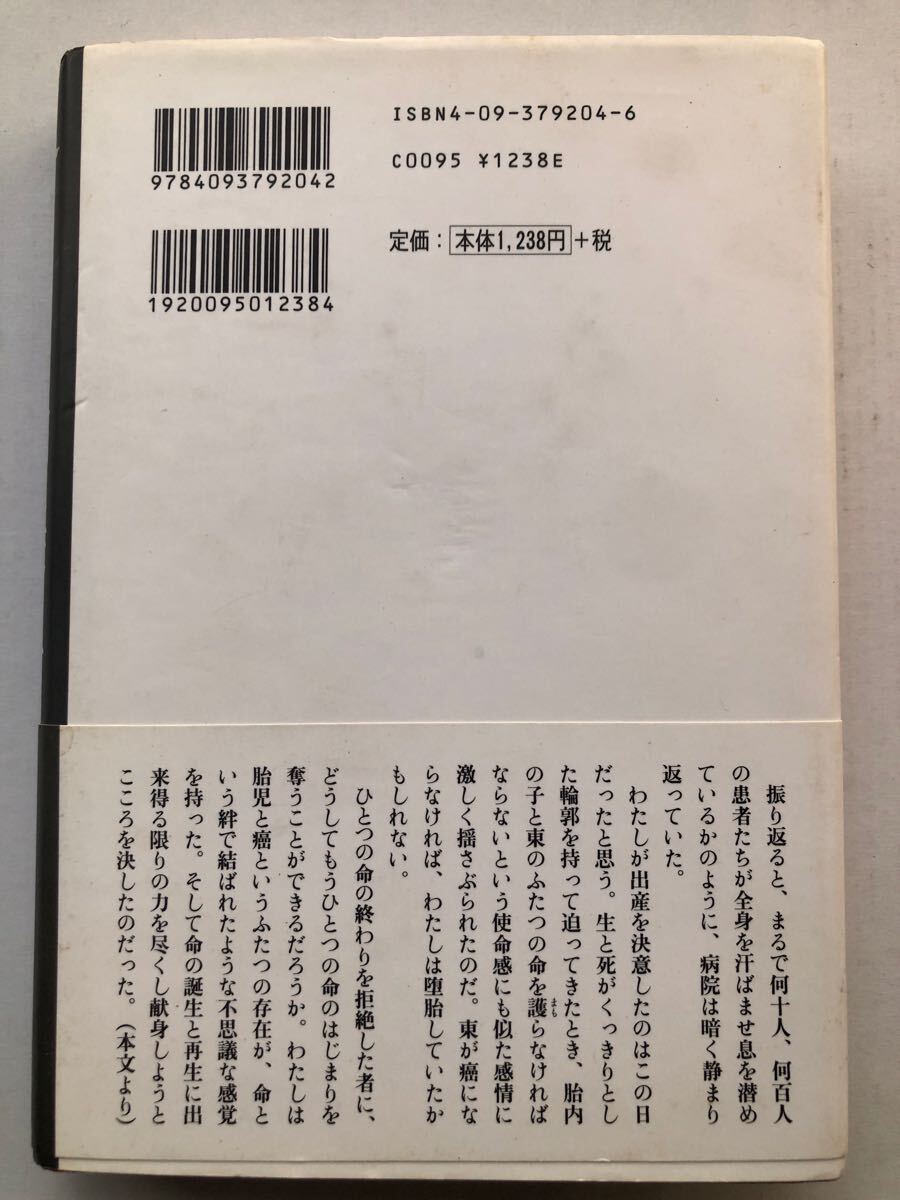 ISBN4-09-379204-6
9784093792042
C0095 ¥1238E
定価：本体1,238円+税
1920095012384
振り返ると、まるで何十人、何百人
の患者たちが全身を汗ばませ息を潜め
ているかのように、病院は暗く静まり
返っていた。
わたしが出産を決意したのはこの日
だったと思う。生と死がくっきりとし
た輪郭を持って迫ってきたとき、胎内
の子と東のふたつの命を護らなければ
まも
ならないという使命感にも似た感情に
激しく揺さぶられたのだ。東が癌にな
らなければ、わたしは堕胎していたか
もしれない。
ひとつの命の終わりを拒絶した者に、
どうしてもうひとつの命のはじまりを
奪うことができるだろうか。わたしは
胎児と癌というふたつの存在が、命と
いう絆で結ばれたような不思議な感覚
を持った。そして命の誕生と再生に出
来得る限りの力を尽くし献身しようと
こころを決したのだった。（本文より）